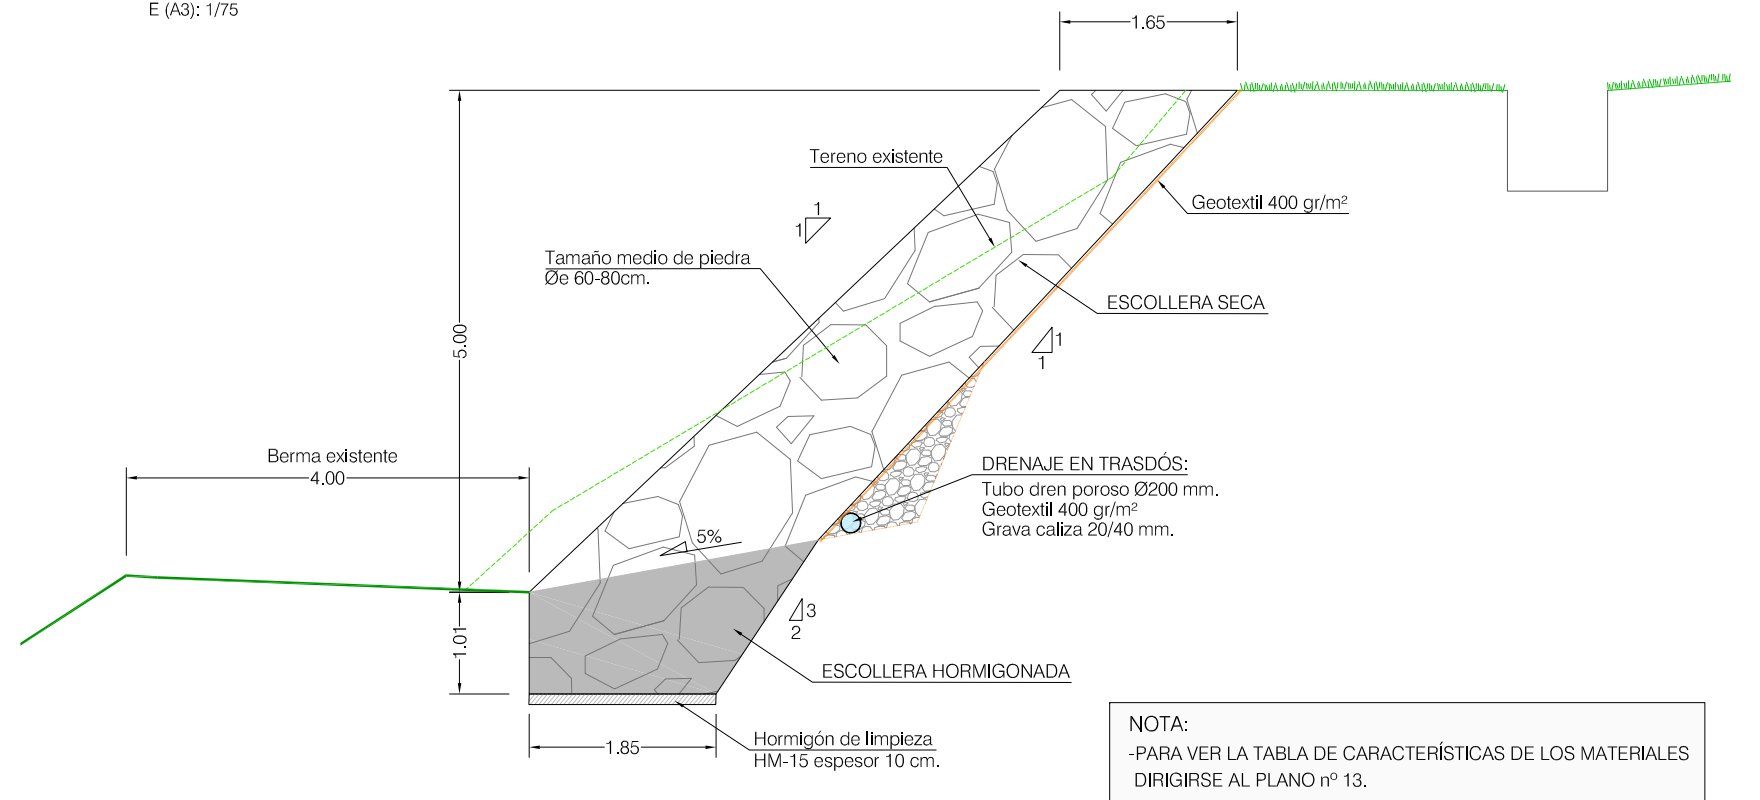 E (A3): 1/75
1.65
Tereno existente
Geotextil 400 gr/m²
1
1
Tamaño medio de piedra
Øe 60-80cm.
ESCOLLERA SECA
5.00
1
1
Berma existente
4.00
DRENAJE EN TRASDÓS:
Tubo dren poroso Ø200 mm.
Geotextil 400 gr/m²
Grava caliza 20/40 mm.
5%
3
2
1.01
ESCOLLERA HORMIGONADA
1.85
Hormigón de limpieza
HM-15 espesor 10 cm.
NOTA:
-PARA VER LA TABLA DE CARACTERÍSTICAS DE LOS MATERIALES
DIRIGIRSE AL PLANO nº 13.